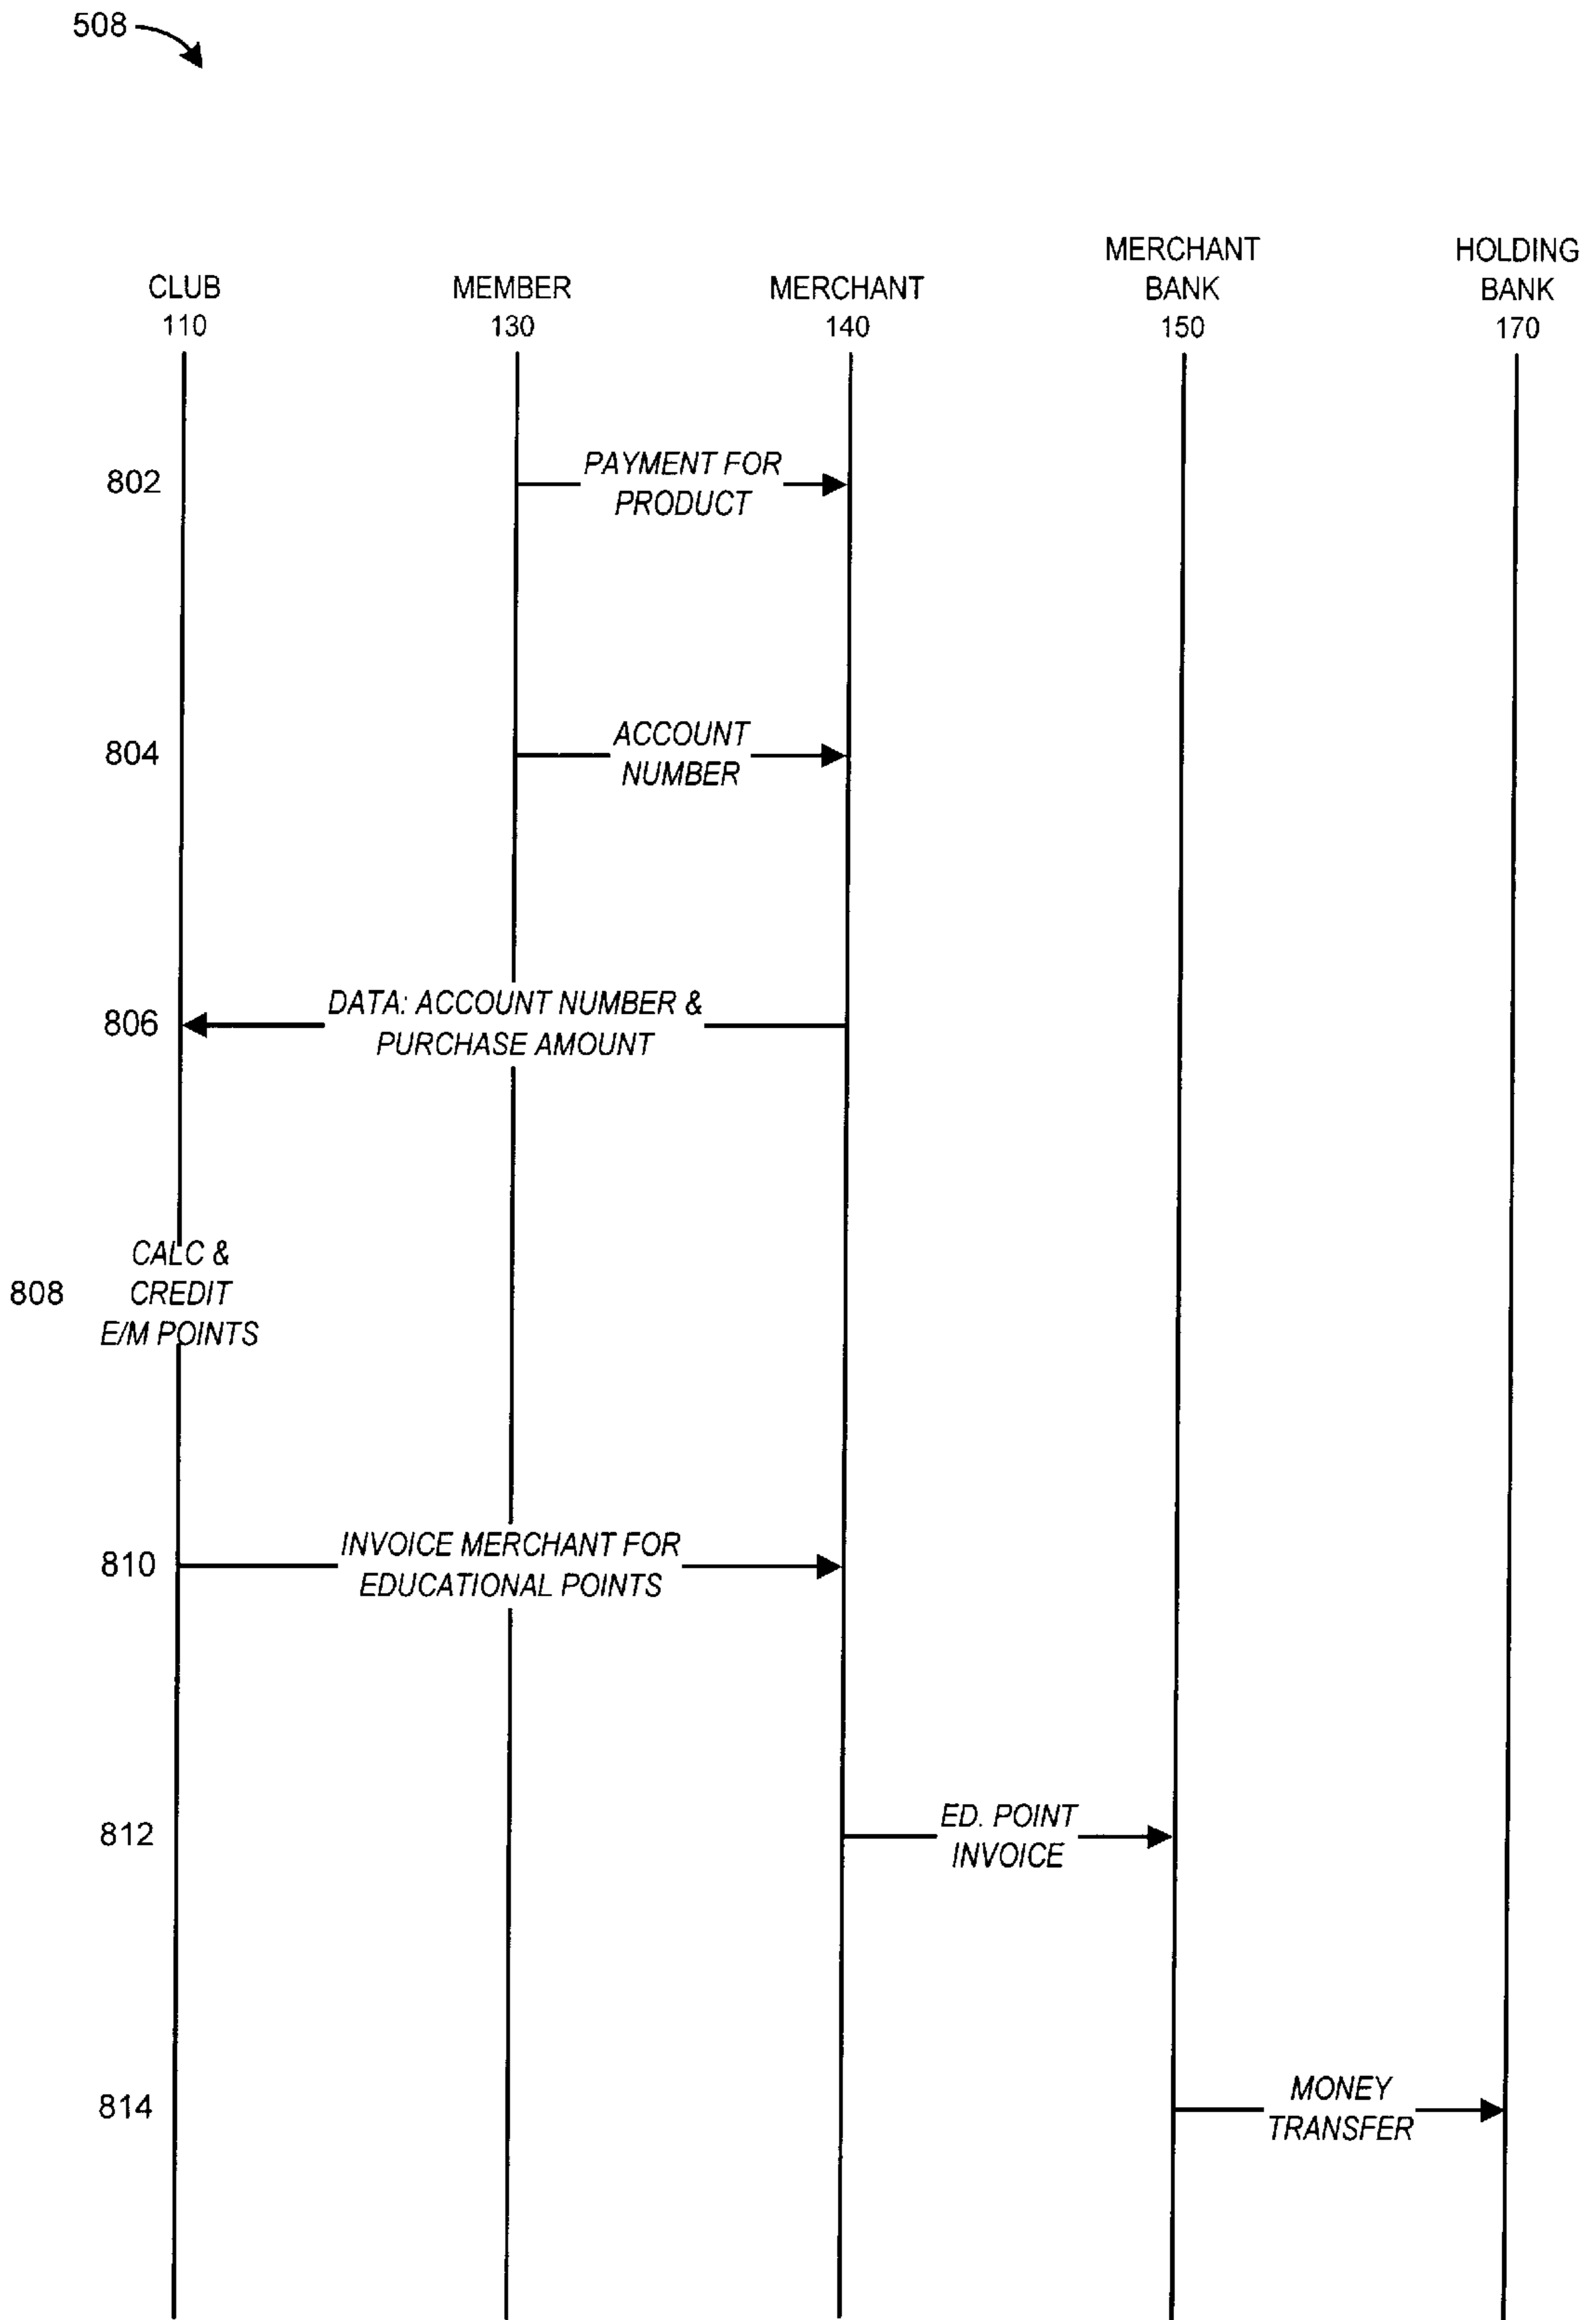 508
CLUB
110
MEMBER
130
MERCHANT
140
MERCHANT
BANK
150
HOLDING
BANK
170
802
PAYMENT FOR
PRODUCT
804
ACCOUNT
NUMBER
806
DATA: ACCOUNT NUMBER &
PURCHASE AMOUNT
808
CALC &
CREDIT
E/M POINTS
810
INVOICE MERCHANT FOR
EDUCATIONAL POINTS
812
ED. POINT
INVOICE
814
MONEY
TRANSFER